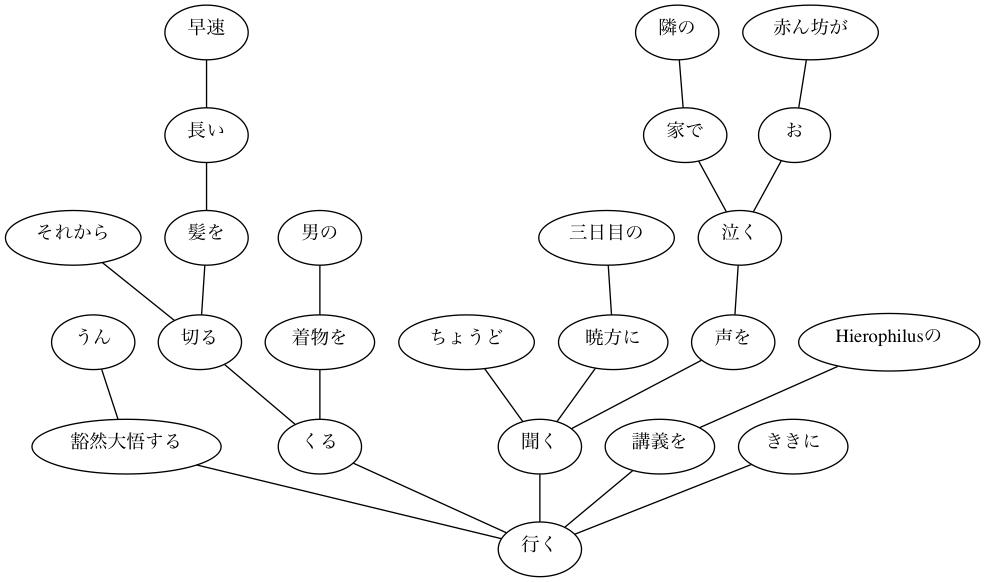 早速
隣の
赤ん坊が
長い
家で
お
それから
髪を
男の
三日目の
泣く
うん
切る
着物を
ちょうど
暁方に
声を
Hierophilusの
豁然大悟する
くる
聞く
講義を
ききに
行く